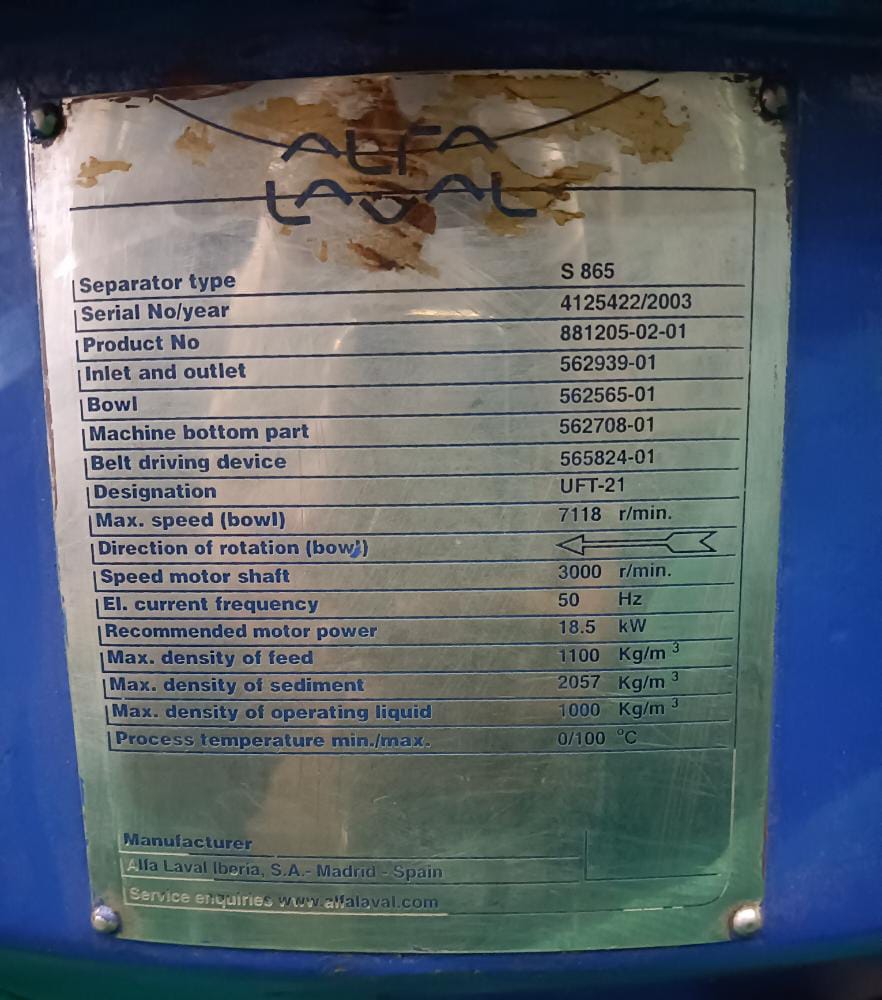 ALFA
LAVAL
Separator type S 865
Serial No/year 4125422/2003
Product No 881205-02-01
Inlet and outlet 562939-01
Bowl 562565-01
Machine bottom part 562708-01
Belt driving device 565824-01
Designation UFT-21
Max. speed (bowl) 7118 r/min.
Direction of rotation (bowl)
Speed motor shaft 3000 r/min.
El. current frequency 50 Hz
Recommended motor power 18.5 kW
Max. density of feed 1100 Kg/m³
Max. density of sediment 2057 Kg/m³
Max. density of operating liquid 1000 Kg/m³
Process temperature min./max. 0/100 °C
Manufacturer
Alfa Laval Iberia, S.A.- Madrid - Spain
Service enquiries www.alfalaval.com